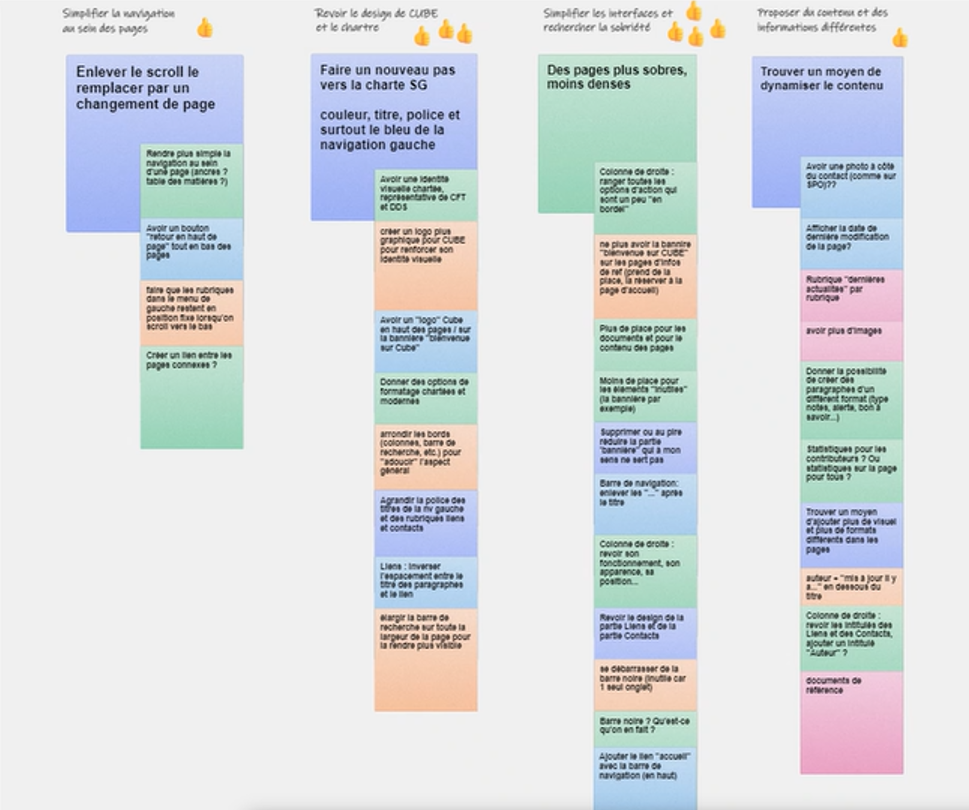 Simplifier la navigation
au sein des pages
Enlever le scroll le
remplacer par un
changement de page
Rendre plus simple la
navigation au sein
d'une page (ancres ?
table des matières ?)
Avoir un bouton
"retour en haut de
page" tout en bas des
pages
faire que les rubriques
dans le menu de
gauche restent en
position fixe lorsqu'on
scroll vers le bas
Créer un lien entre les
pages connexes ?
Revoir le design de CUBE
et le chartre
Faire un nouveau pas
vers la charte SG
couleur, titre, police et
surtout le bleu de la
navigation gauche
Avoir une identité
visuelle chartée,
représentative de CFT
et DDS
créer un logo plus
graphique pour CUBE
pour renforcer son
identité visuelle
Avoir un "logo" Cube
en haut des pages / sur
la bannière "bienvenue
sur Cube"
Donner des options de
formatage chartées et
modernes
arrondir les bords
(colonnes, barre de
recherche, etc.) pour
"adoucir" l'aspect
général
Agrandir la police des
titres de la nv gauche
et des rubriques liens
et contacts
Liens : inverser
l'espacement entre le
titre des paragraphes
et le lien
élargir la barre de
recherche sur toute la
largeur de la page pour
la rendre plus visible
Simplifier les interfaces et
rechercher la sobriété
Des pages plus sobres,
moins denses
Colonne de droite :
ranger toutes les
options d'action qui
sont un peu "en
bordel"
ne plus avoir la bannire
"bienvenue sur CUBE"
sur les pages d'infos
de ref (prend de la
place, la réserver à la
page d'accueil)
Plus de place pour les
documents et pour le
contenu des pages
Moins de place pour
les éléments "inutiles"
(la bannière par
exemple)
Supprimer ou au pire
réduire la partie
"bannière" qui à mon
sens ne sert pas
Barre de navigation:
enlever les "..." après
le titre
Colonne de droite :
revoir son
fonctionnement, son
apparence, sa
position...
Revoir le design de la
partie Liens et de la
partie Contacts
se débarrasser de la
barre noire (inutile car
1 seul onglet)
Barre noire ? Qu'est-ce
qu'on en fait ?
Ajouter le lien "accueil"
avec la barre de
navigation (en haut)
Proposer du contenu et des
informations différentes
Trouver un moyen de
dynamiser le contenu
Avoir une photo à côté
du contact (comme sur
SPO)??
Afficher la date de
dernière modification
de la page?
Rubrique "dernières
actualités" par
rubrique
avoir plus d'images
Donner la possibilité
de créer des
paragraphes d'un
différent format (type
notes, alerte, bon à
savoir...)
Statistiques pour les
contributeurs ? Ou
statistiques sur la page
pour tous ?
Trouver un moyen
d'ajouter plus de visuel
et plus de formats
différents dans les
pages
auteur + "mis à jour il y
a..." en dessous du
titre
Colonne de droite :
revoir les intitulés des
Liens et des Contacts,
ajouter un intitulé
"Auteur" ?
documents de
référence